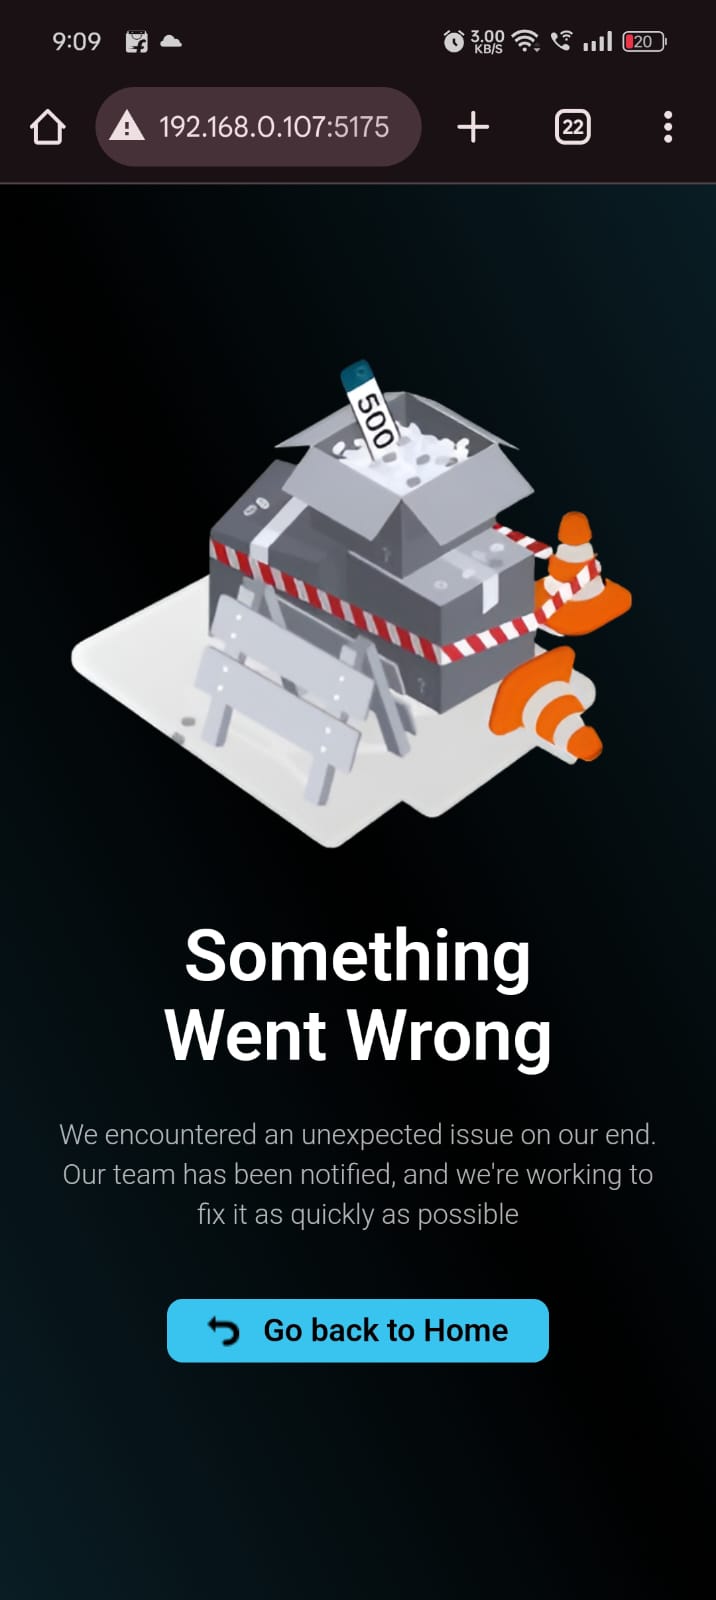 9:09 3.00 KB/S 20
192.168.0.107:5175 22
500
Something
Went Wrong
We encountered an unexpected issue on our end.
Our team has been notified, and we're working to
fix it as quickly as possible
Go back to Home